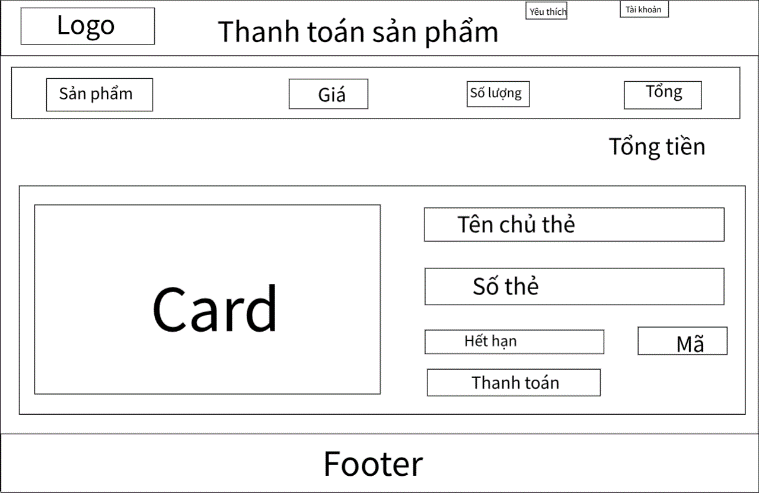 Logo
Thanh toán sản phẩm
Yêu thích
Tài khoản
Sản phẩm
Giá
Số lượng
Tổng
Tổng tiền
Card
Tên chủ thẻ
Số thẻ
Hết hạn
Mã
Thanh toán
Footer